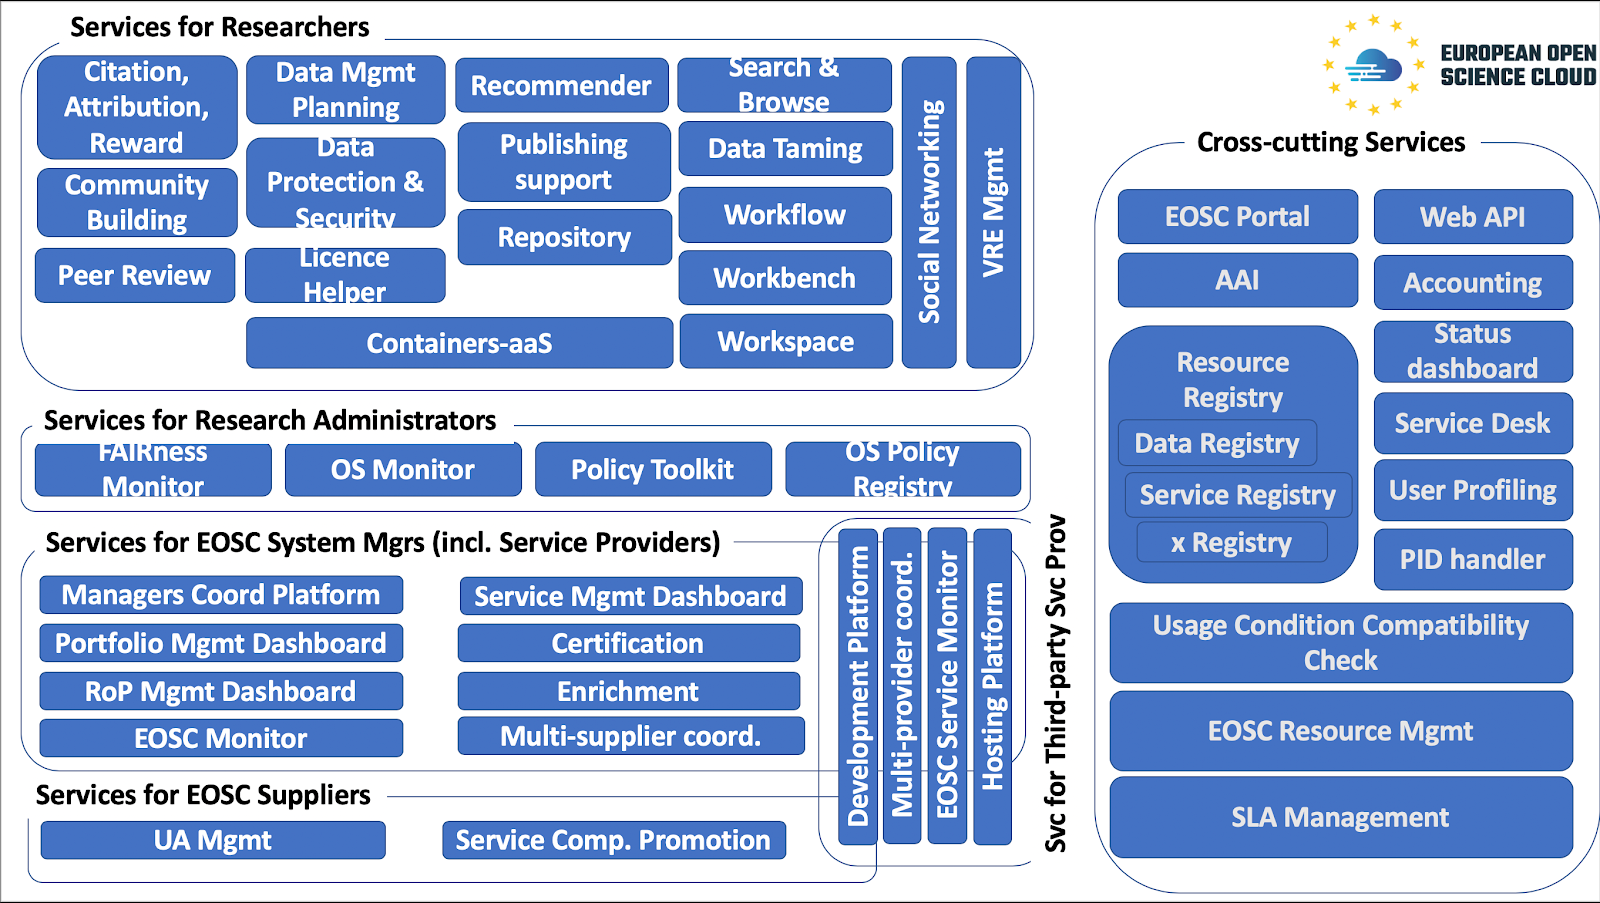 Services for Researchers
Citation,
Attribution,
Reward
Community
Building
Peer Review
Data Mgmt
Planning
Data
Protection &
Security
Licence
Helper
Recommender
Publishing
support
Repository
Containers-aaS
Search &
Browse
Data Taming
Workflow
Workbench
Workspace
Social Networking
VRE Mgmt
Services for Research Administrators
FAIRness
Monitor
OS Monitor
Policy Toolkit
OS Policy
Registry
Services for EOSC System Mgrs (incl. Service Providers)
Managers Coord Platform
Portfolio Mgmt Dashboard
RoP Mgmt Dashboard
EOSC Monitor
Service Mgmt Dashboard
Certification
Enrichment
Multi-supplier coord.
Services for EOSC Suppliers
UA Mgmt
Service Comp. Promotion
Development Platform
Multi-provider coord.
EOSC Service Monitor
Hosting Platform
Svc for Third-party Svc Prov
EUROPEAN OPEN
SCIENCE CLOUD
Cross-cutting Services
EOSC Portal
AAI
Resource
Registry
Data Registry
Service Registry
x Registry
Web API
Accounting
Status
dashboard
Service Desk
User Profiling
PID handler
Usage Condition Compatibility
Check
EOSC Resource Mgmt
SLA Management